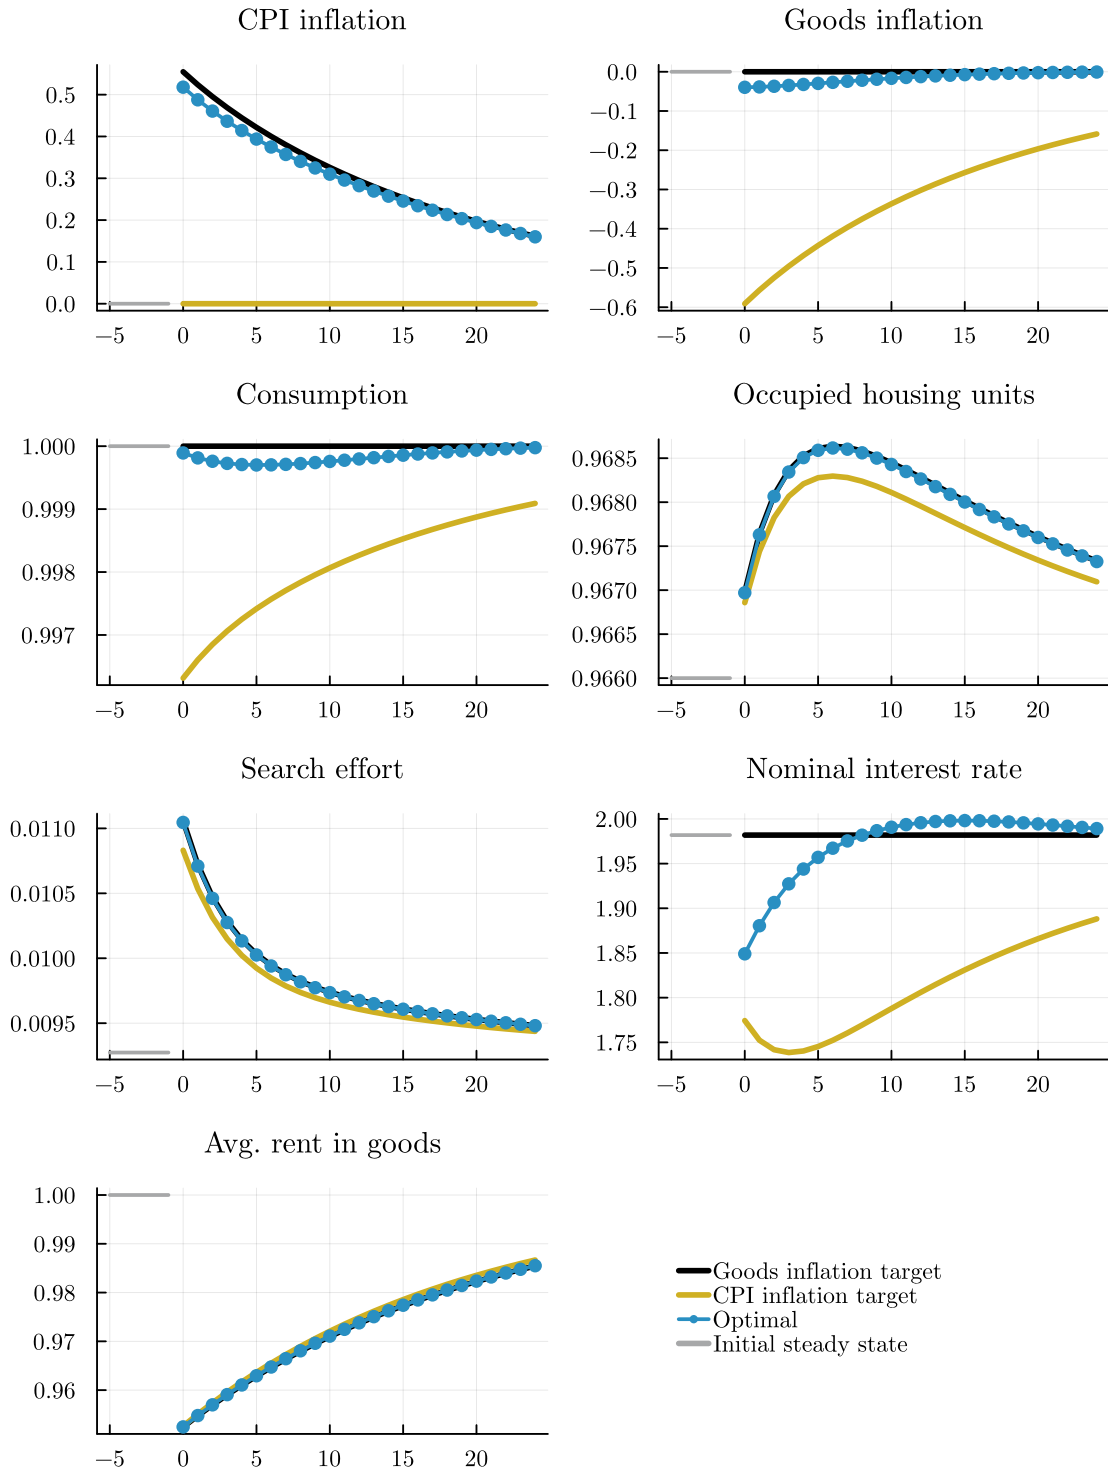 CPI inflation
0.5
0.4
0.3
0.2
0.1
0.0
−5 0 5 10 15 20
Goods inflation
0.0
−0.1
−0.2
−0.3
−0.4
−0.5
−0.6
−5 0 5 10 15 20
Consumption
1.000
0.999
0.998
0.997
−5 0 5 10 15 20
Occupied housing units
0.9685
0.9680
0.9675
0.9670
0.9665
0.9660
−5 0 5 10 15 20
Search effort
0.0110
0.0105
0.0100
0.0095
−5 0 5 10 15 20
Nominal interest rate
2.00
1.95
1.90
1.85
1.80
1.75
−5 0 5 10 15 20
Avg. rent in goods
1.00
0.99
0.98
0.97
0.96
−5 0 5 10 15 20
Goods inflation target
CPI inflation target
Optimal
Initial steady state